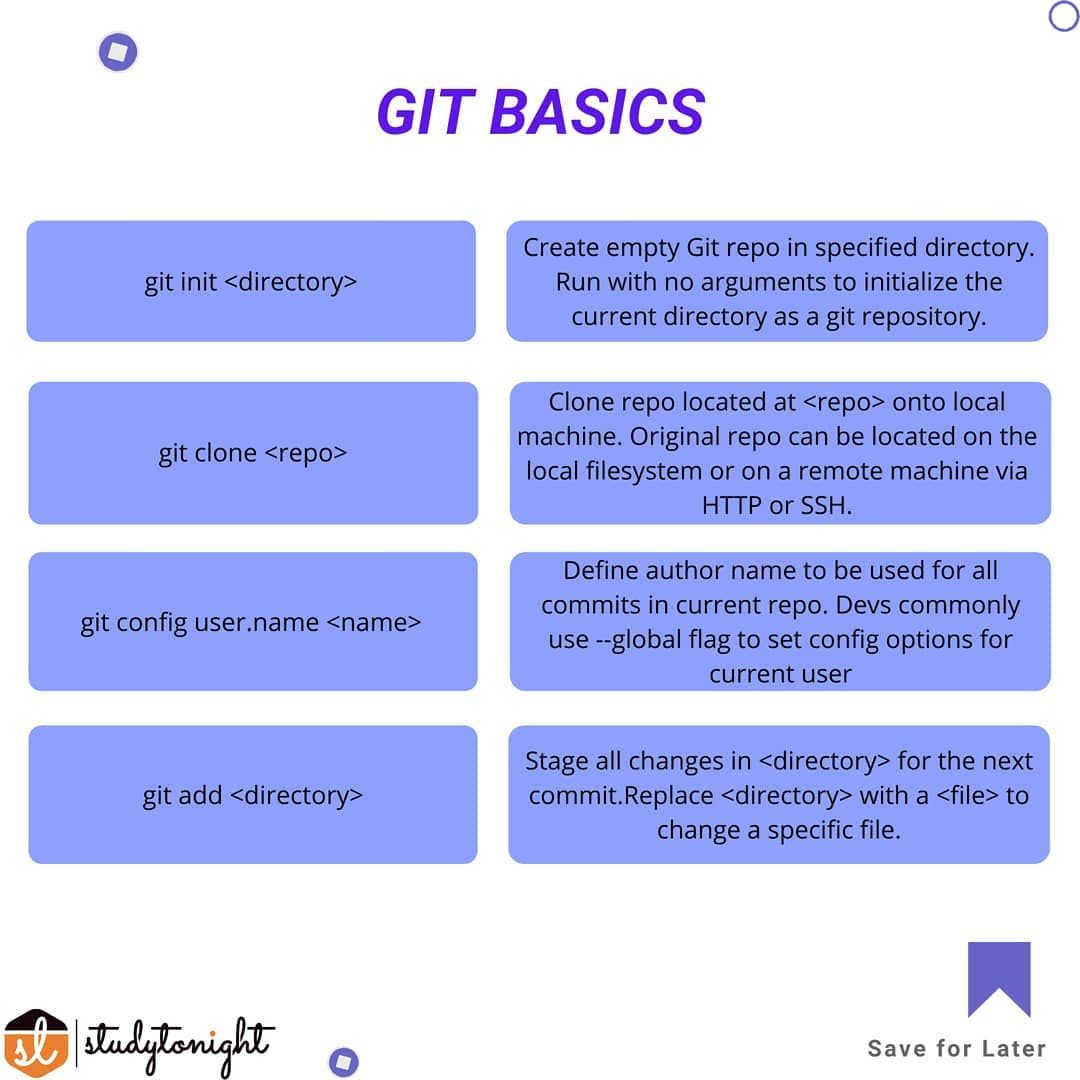 GIT BASICS
git init <directory>
Create empty Git repo in specified directory.
Run with no arguments to initialize the
current directory as a git repository.
git clone <repo>
Clone repo located at <repo> onto local
machine. Original repo can be located on the
local filesystem or on a remote machine via
HTTP or SSH.
git config user.name <name>
Define author name to be used for all
commits in current repo. Devs commonly
use --global flag to set config options for
current user
git add <directory>
Stage all changes in <directory> for the next
commit.Replace <directory> with a <file> to
change a specific file.
st
studytonight
Save for Later